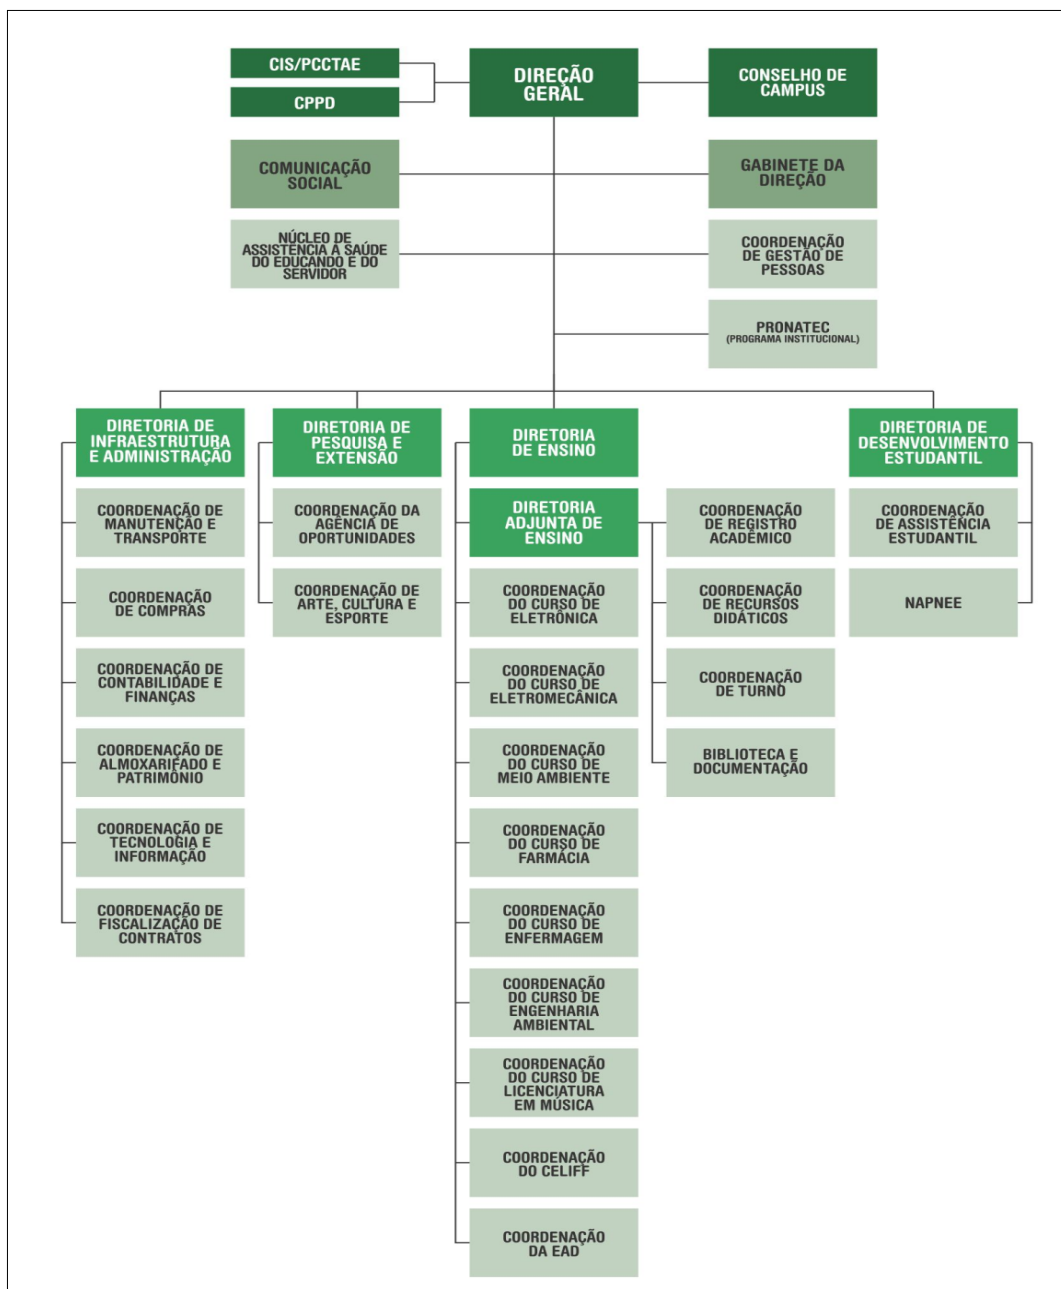 CIS/PCCTAE
CPPD
DIREÇÃO
GERAL
CONSELHO DE
CAMPUS
COMUNICAÇÃO
SOCIAL
GABINETE DA
DIREÇÃO
NÚCLEO DE
ASSISTÊNCIA À SAÚDE
DO EDUCANDO E DO
SERVIDOR
COORDENAÇÃO
DE GESTÃO DE
PESSOAS
PRONATEC
(PROGRAMA INSTITUCIONAL)
DIRETORIA DE
INFRAESTRUTURA
E ADMINISTRAÇÃO
COORDENAÇÃO DE
MANUTENÇÃO E
TRANSPORTE
COORDENAÇÃO
DE COMPRAS
COORDENAÇÃO DE
CONTABILIDADE E
FINANÇAS
COORDENAÇÃO DE
ALMOXARIFADO E
PATRIMÔNIO
COORDENAÇÃO DE
TECNOLOGIA E
INFORMAÇÃO
COORDENAÇÃO DE
FISCALIZAÇÃO DE
CONTRATOS
DIRETORIA DE
PESQUISA E
EXTENSÃO
COORDENAÇÃO DA
AGÊNCIA DE
OPORTUNIDADES
COORDENAÇÃO DE
ARTE, CULTURA E
ESPORTE
DIRETORIA
DE ENSINO
DIRETORIA
ADJUNTA DE
ENSINO
COORDENAÇÃO
DO CURSO DE
ELETRÔNICA
COORDENAÇÃO
DO CURSO DE
ELETROMECÂNICA
COORDENAÇÃO
DO CURSO DE
MEIO AMBIENTE
COORDENAÇÃO
DO CURSO DE
FARMÁCIA
COORDENAÇÃO
DO CURSO DE
ENFERMAGEM
COORDENAÇÃO
DO CURSO DE
ENGENHARIA
AMBIENTAL
COORDENAÇÃO
DO CURSO DE
LICENCIATURA
EM MÚSICA
COORDENAÇÃO
DO CELIFF
COORDENAÇÃO
DA EAD
COORDENAÇÃO
DE REGISTRO
ACADÊMICO
COORDENAÇÃO
DE RECURSOS
DIDÁTICOS
COORDENAÇÃO
DE TURNO
BIBLIOTECA E
DOCUMENTAÇÃO
DIRETORIA DE
DESENVOLVIMENTO
ESTUDANTIL
COORDENAÇÃO
DE ASSISTÊNCIA
ESTUDANTIL
NAPNEE